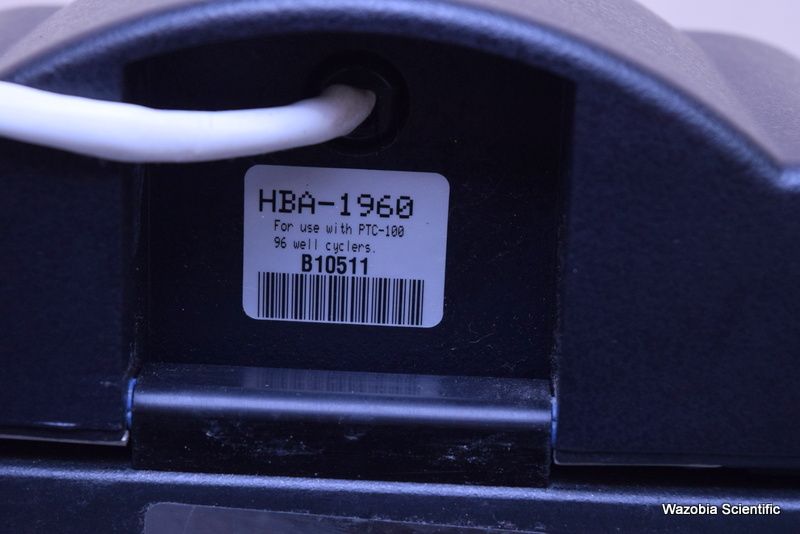 HBA-1960
For use with PTC-100
96 well cyclers.
B10511
Wazobia Scientific